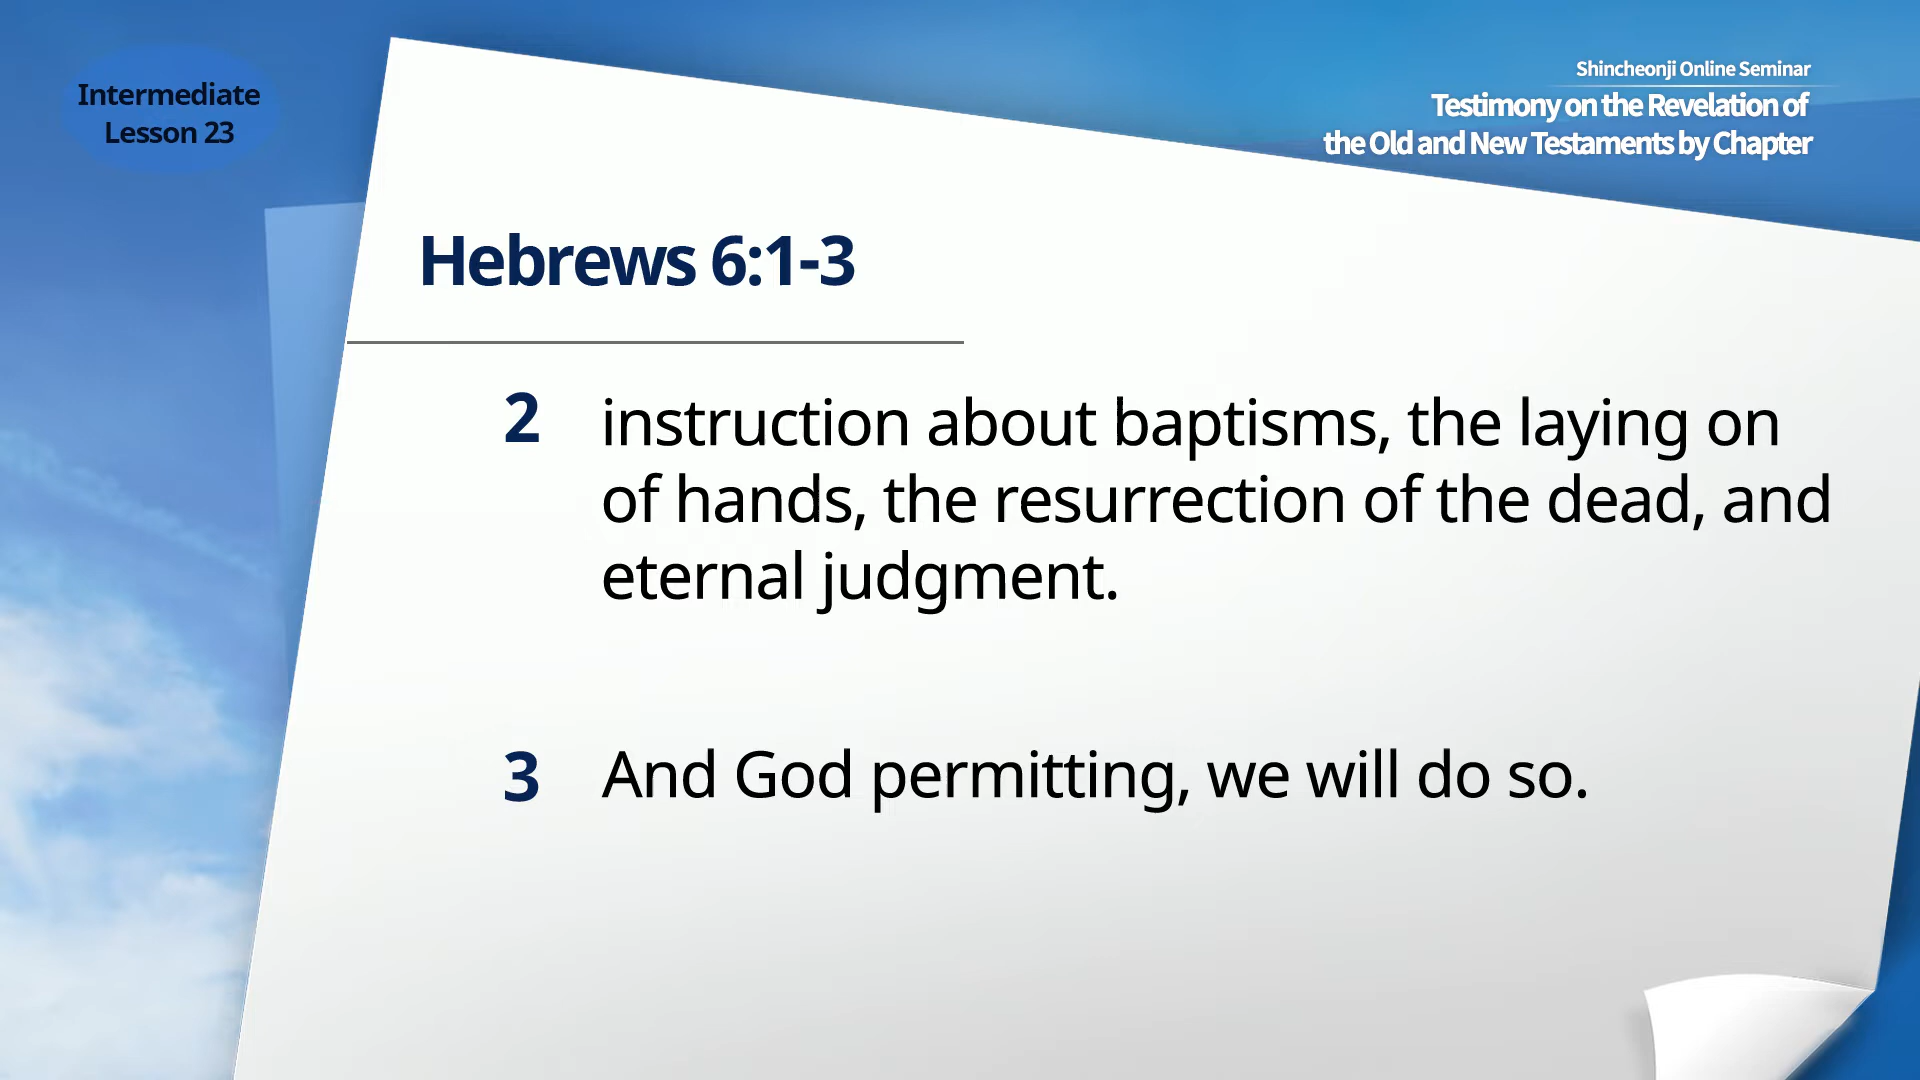 Intermediate
Lesson 23
Shincheonji Online Seminar
Testimony on the Revelation of
the Old and New Testaments by Chapter
Hebrews 6:1-3
2 instruction about baptisms, the laying on
of hands, the resurrection of the dead, and
eternal judgment.
3 And God permitting, we will do so.